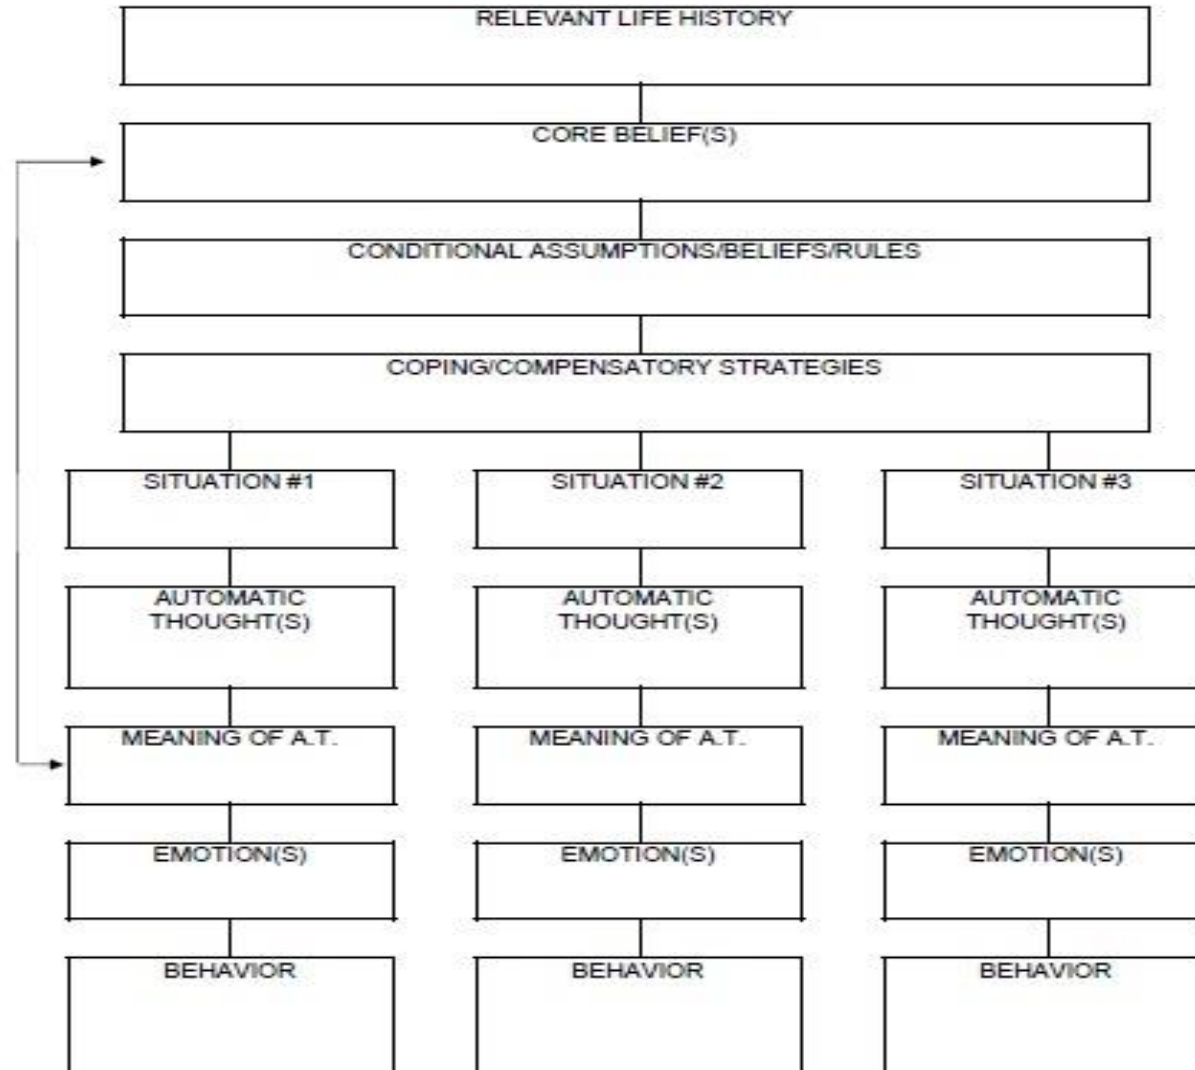 RELEVANT LIFE HISTORY
CORE BELIEF(S)
CONDITIONAL ASSUMPTIONS/BELIEFS/RULES
COPING/COMPENSATORY STRATEGIES
SITUATION #1
SITUATION #2
SITUATION #3
AUTOMATIC
THOUGHT(S)
AUTOMATIC
THOUGHT(S)
AUTOMATIC
THOUGHT(S)
MEANING OF A.T.
MEANING OF A.T.
MEANING OF A.T.
EMOTION(S)
EMOTION(S)
EMOTION(S)
BEHAVIOR
BEHAVIOR
BEHAVIOR